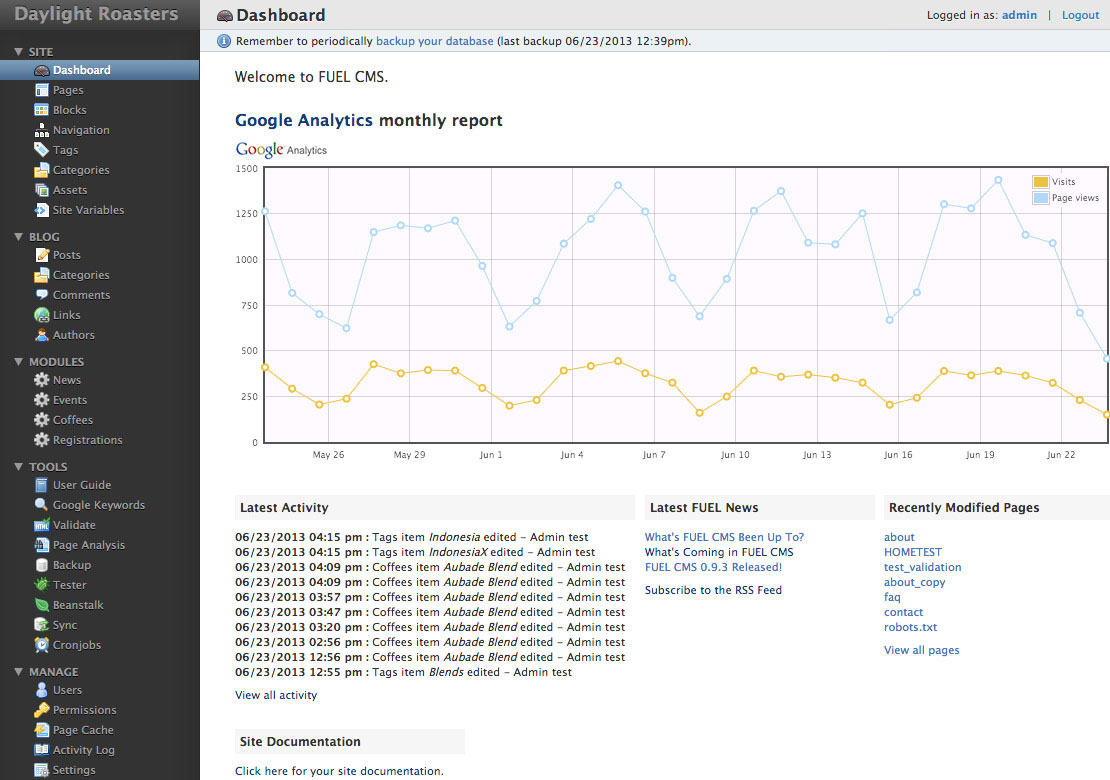 Daylight Roasters
SITE
Dashboard
Pages
Blocks
Navigation
Tags
Categories
Assets
Site Variables
BLOG
Posts
Categories
Comments
Links
Authors
MODULES
News
Events
Coffees
Registrations
TOOLS
User Guide
Google Keywords
Validate
Page Analysis
Backup
Tester
Beanstalk
Sync
Cronjobs
MANAGE
Users
Permissions
Page Cache
Activity Log
Settings
Dashboard
Logged in as: admin | Logout
Remember to periodically backup your database (last backup 06/23/2013 12:39pm).
Welcome to FUEL CMS.
Google Analytics monthly report
Google Analytics
1500
1250
1000
750
500
250
0
Visits
Page views
May 26 May 29 Jun 1 Jun 4 Jun 7 Jun 10 Jun 13 Jun 16 Jun 19 Jun 22
Latest Activity
06/23/2013 04:15 pm : Tags item Indonesia edited – Admin test
06/23/2013 04:15 pm : Tags item IndonesiaX edited – Admin test
06/23/2013 04:09 pm : Coffees item Aubade Blend edited – Admin test
06/23/2013 04:09 pm : Coffees item Aubade Blend edited – Admin test
06/23/2013 03:57 pm : Coffees item Aubade Blend edited – Admin test
06/23/2013 03:47 pm : Coffees item Aubade Blend edited – Admin test
06/23/2013 03:20 pm : Coffees item Aubade Blend edited – Admin test
06/23/2013 02:56 pm : Coffees item Aubade Blend edited – Admin test
06/23/2013 12:56 pm : Coffees item Aubade Blend edited – Admin test
06/23/2013 12:55 pm : Tags item Blends edited – Admin test
View all activity
Latest FUEL News
What's FUEL CMS Been Up To?
What's Coming in FUEL CMS
FUEL CMS 0.9.3 Released!
Subscribe to the RSS Feed
Recently Modified Pages
about
HOMETEST
test_validation
about_copy
faq
contact
robots.txt
View all pages
Site Documentation
Click here for your site documentation.